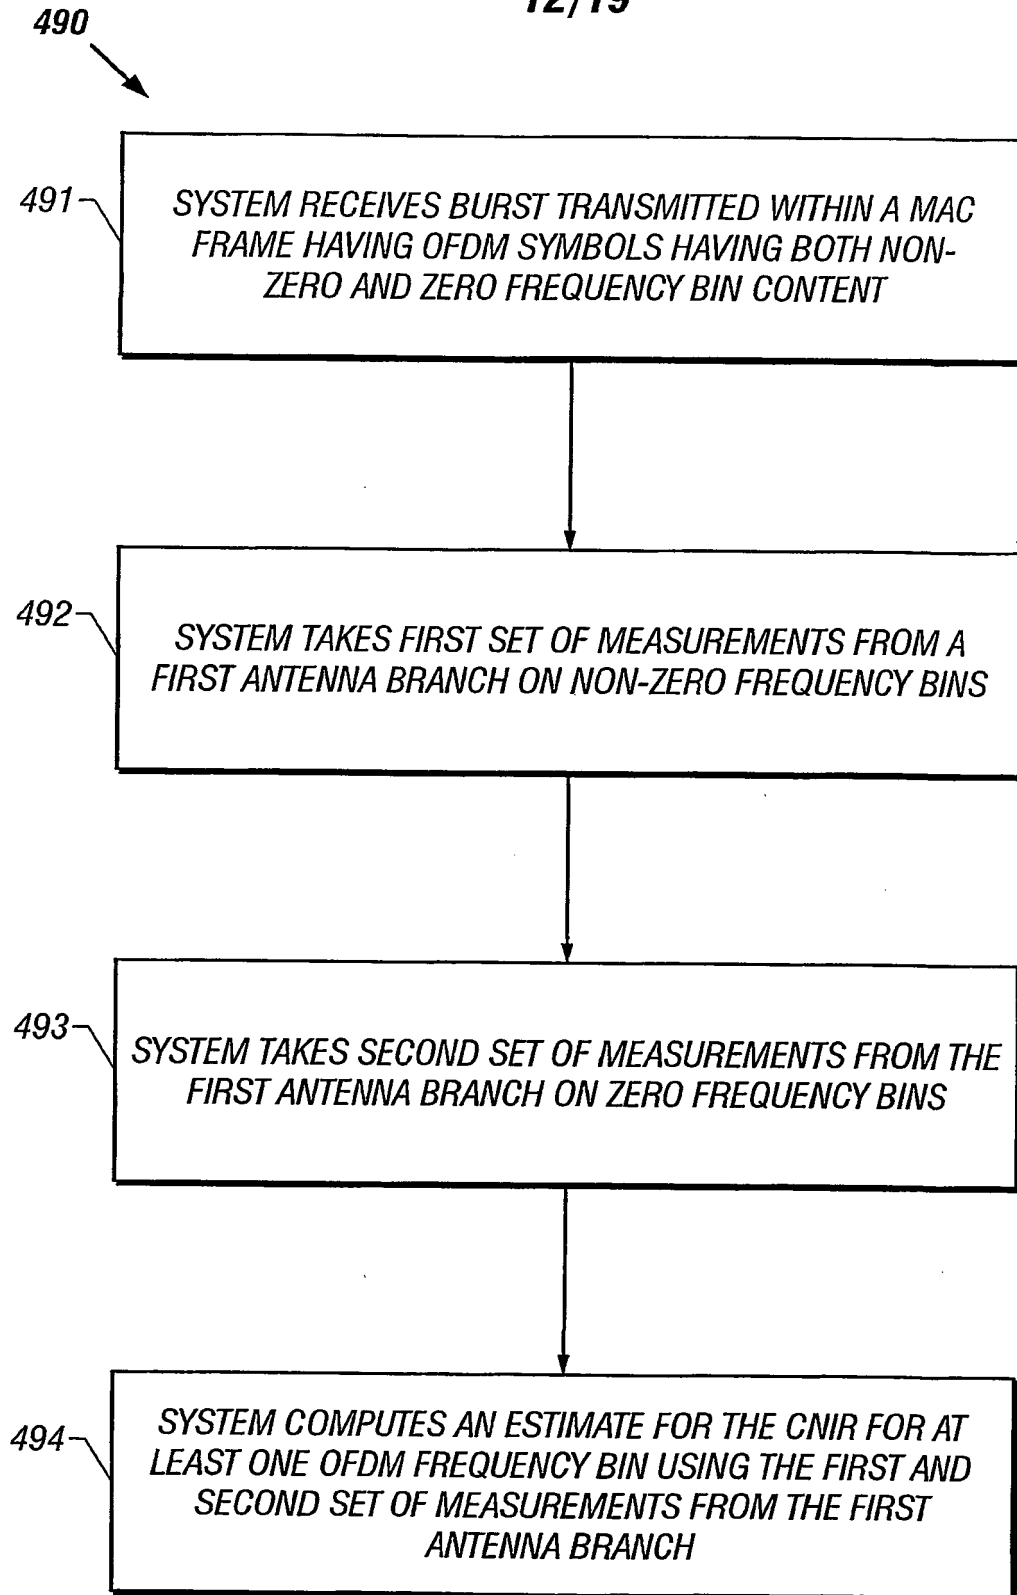 12/19
490
491
SYSTEM RECEIVES BURST TRANSMITTED WITHIN A MAC
FRAME HAVING OFDM SYMBOLS HAVING BOTH NON-
ZERO AND ZERO FREQUENCY BIN CONTENT
492
SYSTEM TAKES FIRST SET OF MEASUREMENTS FROM A
FIRST ANTENNA BRANCH ON NON-ZERO FREQUENCY BINS
493
SYSTEM TAKES SECOND SET OF MEASUREMENTS FROM THE
FIRST ANTENNA BRANCH ON ZERO FREQUENCY BINS
494
SYSTEM COMPUTES AN ESTIMATE FOR THE CNIR FOR AT
LEAST ONE OFDM FREQUENCY BIN USING THE FIRST AND
SECOND SET OF MEASUREMENTS FROM THE FIRST
ANTENNA BRANCH